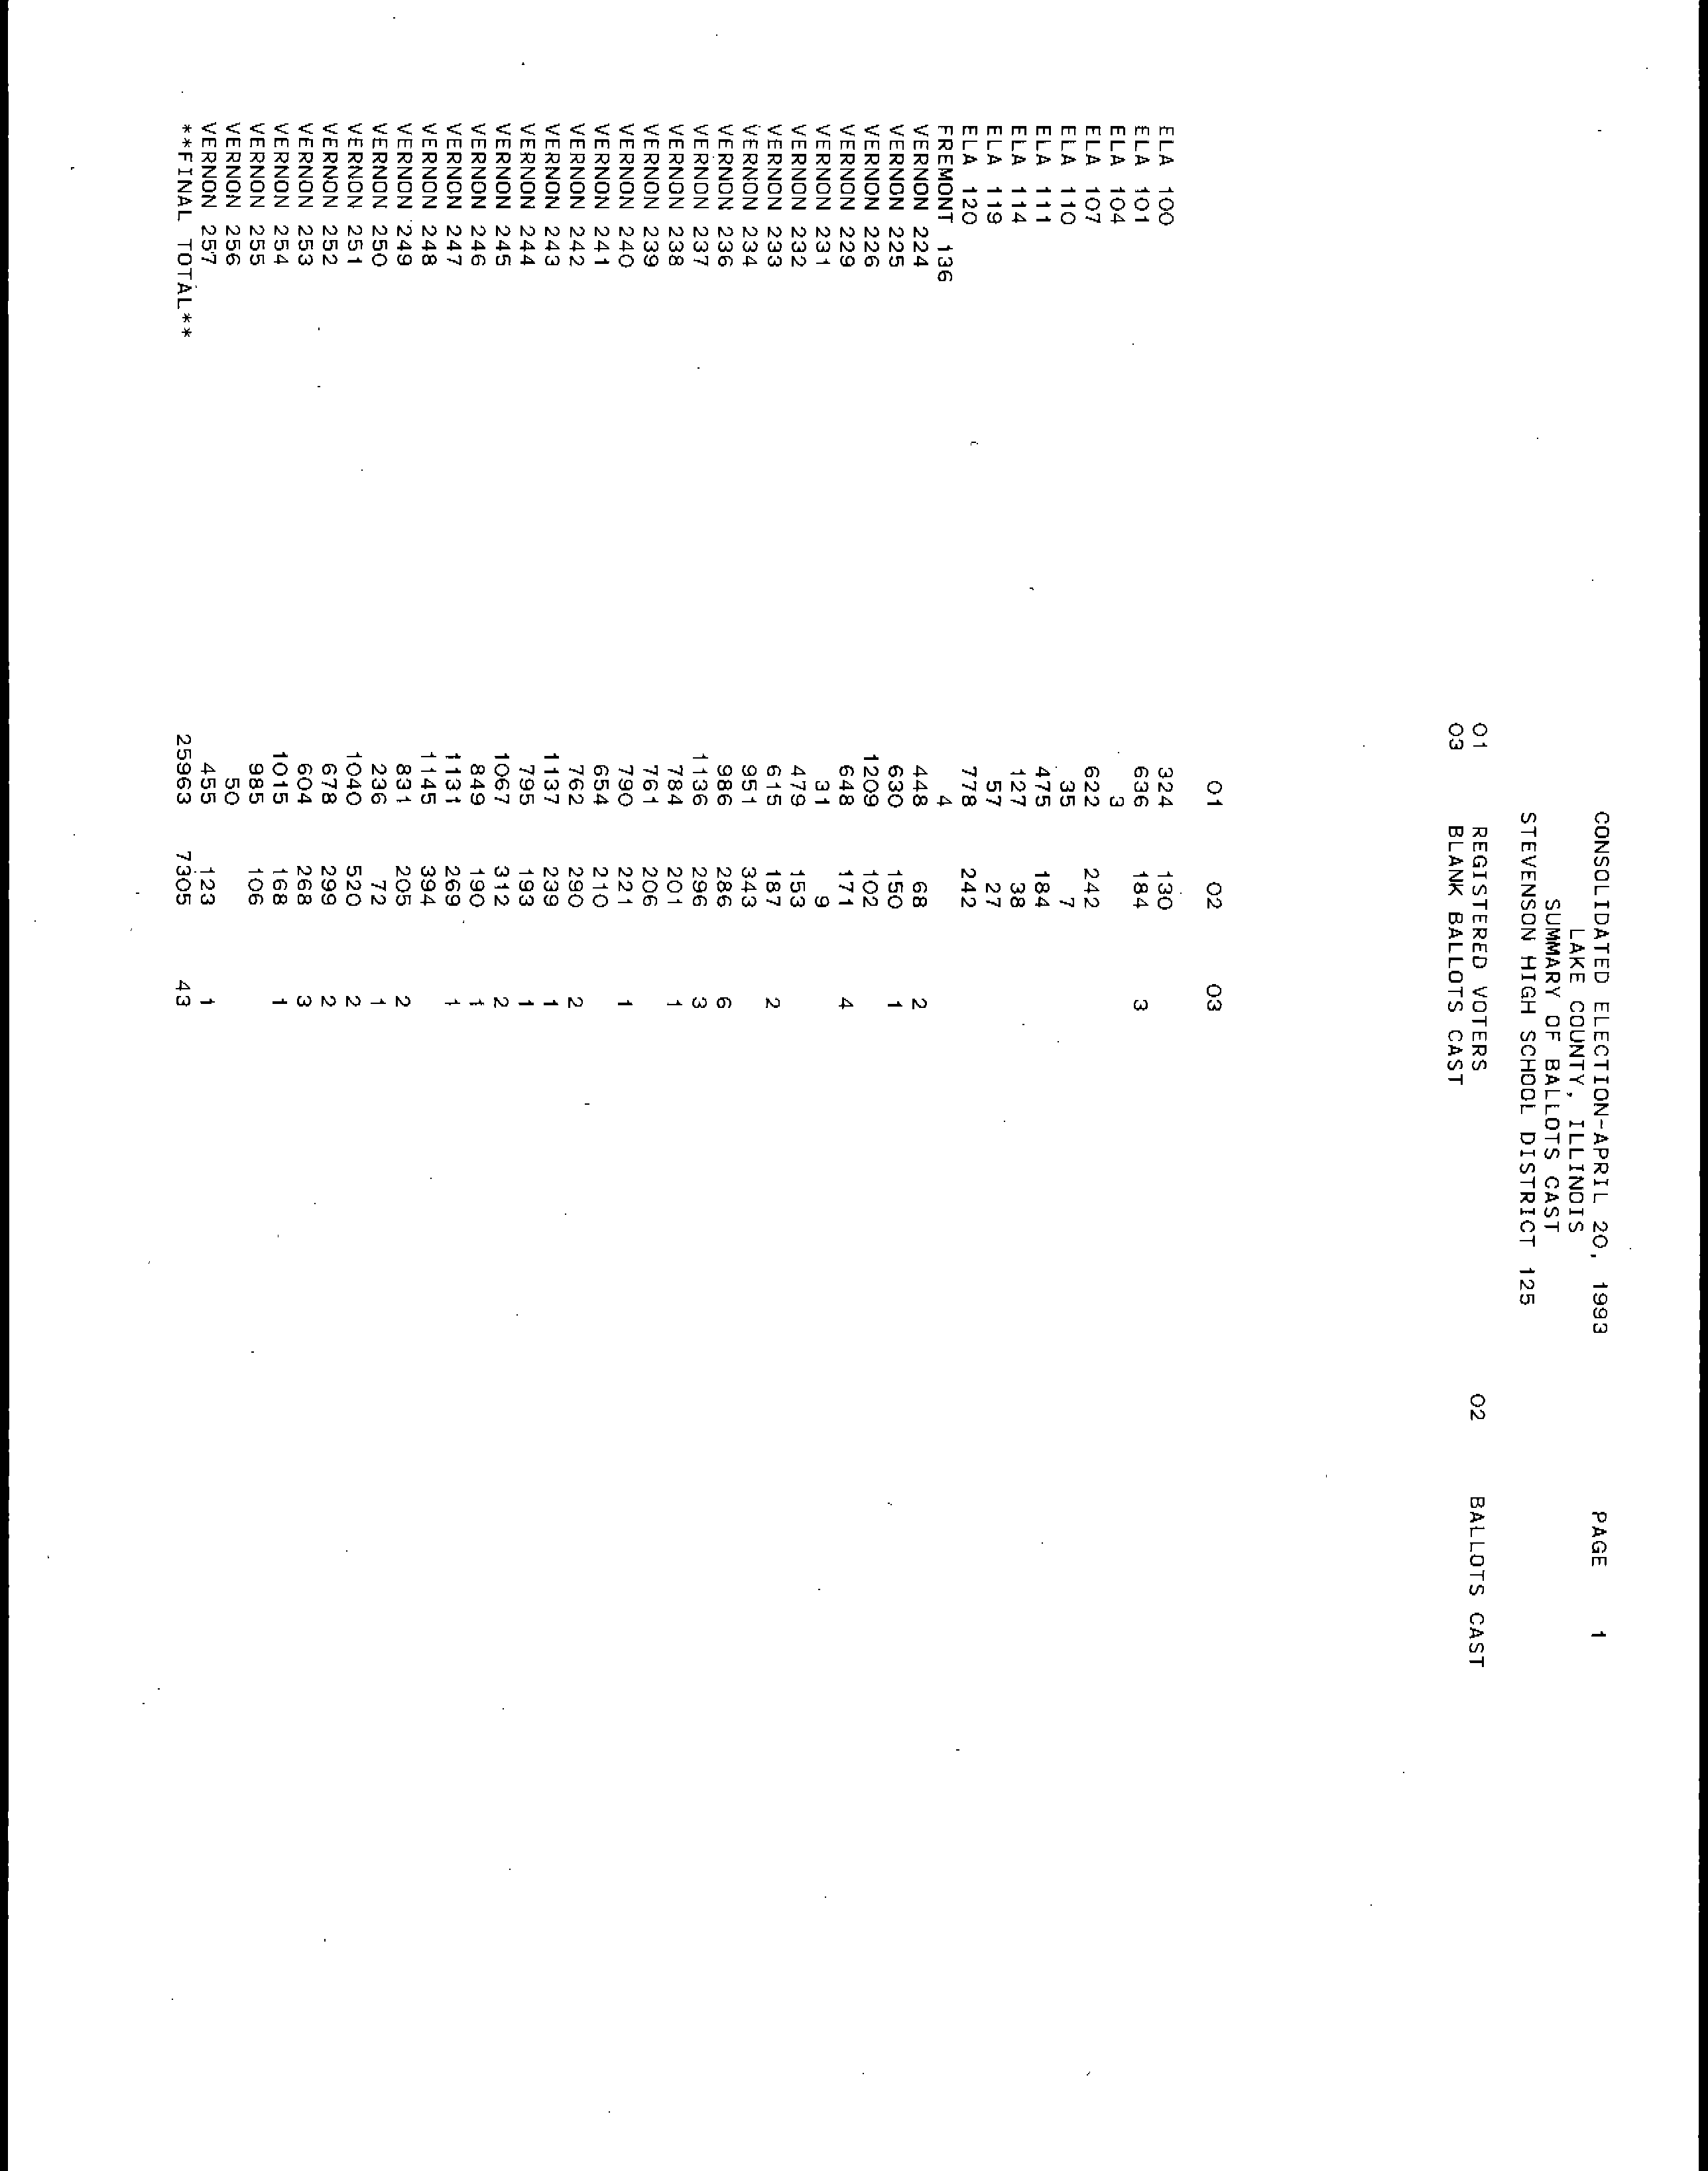 CONSOLIDATED ELECTION-APRIL 20, 1993 PAGE 1
LAKE COUNTY, ILLINOIS
SUMMARY OF BALLOTS CAST
STEVENSON HIGH SCHOOL DISTRICT 125
01 REGISTERED VOTERS 02 BALLOTS CAST
03 BLANK BALLOTS CAST
01 02 03
ELA 100 324 130
ELA 101 636 184 3
ELA 104 3
ELA 107 622 242
ELA 110 35 7
ELA 111 475 184
ELA 114 127 38
ELA 119 57 27
ELA 120 778 242
FREMONT 136 4
VERNON 224 448 68 2
VERNON 225 630 150 1
VERNON 226 1209 102
VERNON 229 648 171 4
VERNON 231 31 9
VERNON 232 479 153
VERNON 233 615 187 2
VERNON 234 951 343
VERNON 236 986 286 6
VERNON 237 1136 296 3
VERNON 238 784 201 1
VERNON 239 761 206
VERNON 240 790 221 1
VERNON 241 654 210
VERNON 242 762 290 2
VERNON 243 1137 239 1
VERNON 244 795 193 1
VERNON 245 1067 312 2
VERNON 246 849 190 1
VERNON 247 1131 269 1
VERNON 248 1145 394
VERNON 249 831 205 2
VERNON 250 236 72 1
VERNON 251 1040 520 2
VERNON 252 678 299 2
VERNON 253 604 268 3
VERNON 254 1015 168 1
VERNON 255 985 106
VERNON 256 50
VERNON 257 455 123 1
**FINAL TOTAL** 25963 7305 43